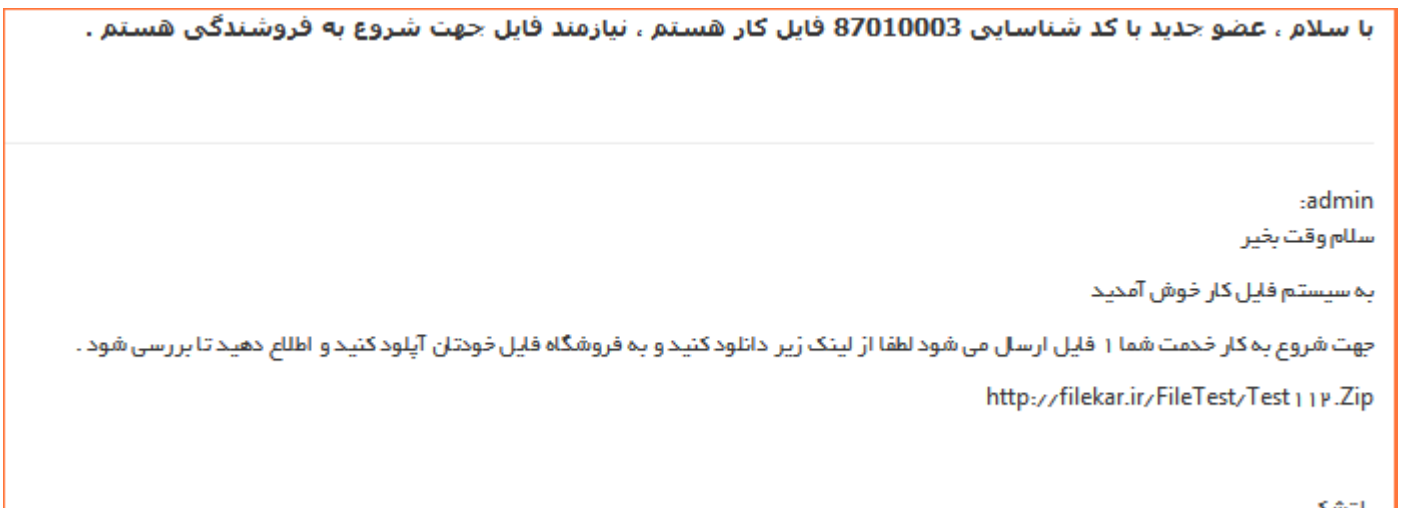 با سلام ، عضو جدید با کد شناسایی 87010003 فایل کار هستم ، نیازمند فایل جهت شروع به فروشندگی هستم .
admin:
سلام وقت بخیر
به سیستم فایل کار خوش آمدید
جهت شروع به کار خدمت شما ۱ فایل ارسال می شود لطفا از لینک زیر دانلود کنید و به فروشگاه فایل خودتان آپلود کنید و اطلاع دهید تا بررسی شود .
http://filekar.ir/FileTest/Test۱۱۲.Zip